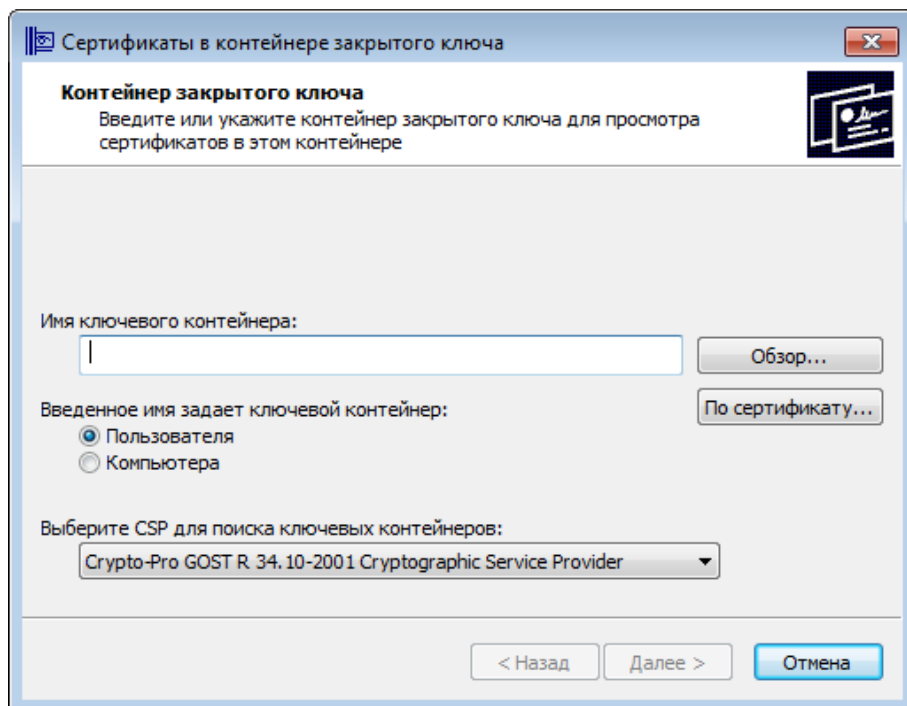 Сертификаты в контейнере закрытого ключа
Контейнер закрытого ключа
Введите или укажите контейнер закрытого ключа для просмотра
сертификатов в этом контейнере
Имя ключевого контейнера:
Обзор...
Введенное имя задает ключевой контейнер:
По сертификату...
Пользователя
Компьютера
Выберите CSP для поиска ключевых контейнеров:
Crypto-Pro GOST R 34.10-2001 Cryptographic Service Provider
< Назад
Далее >
Отмена